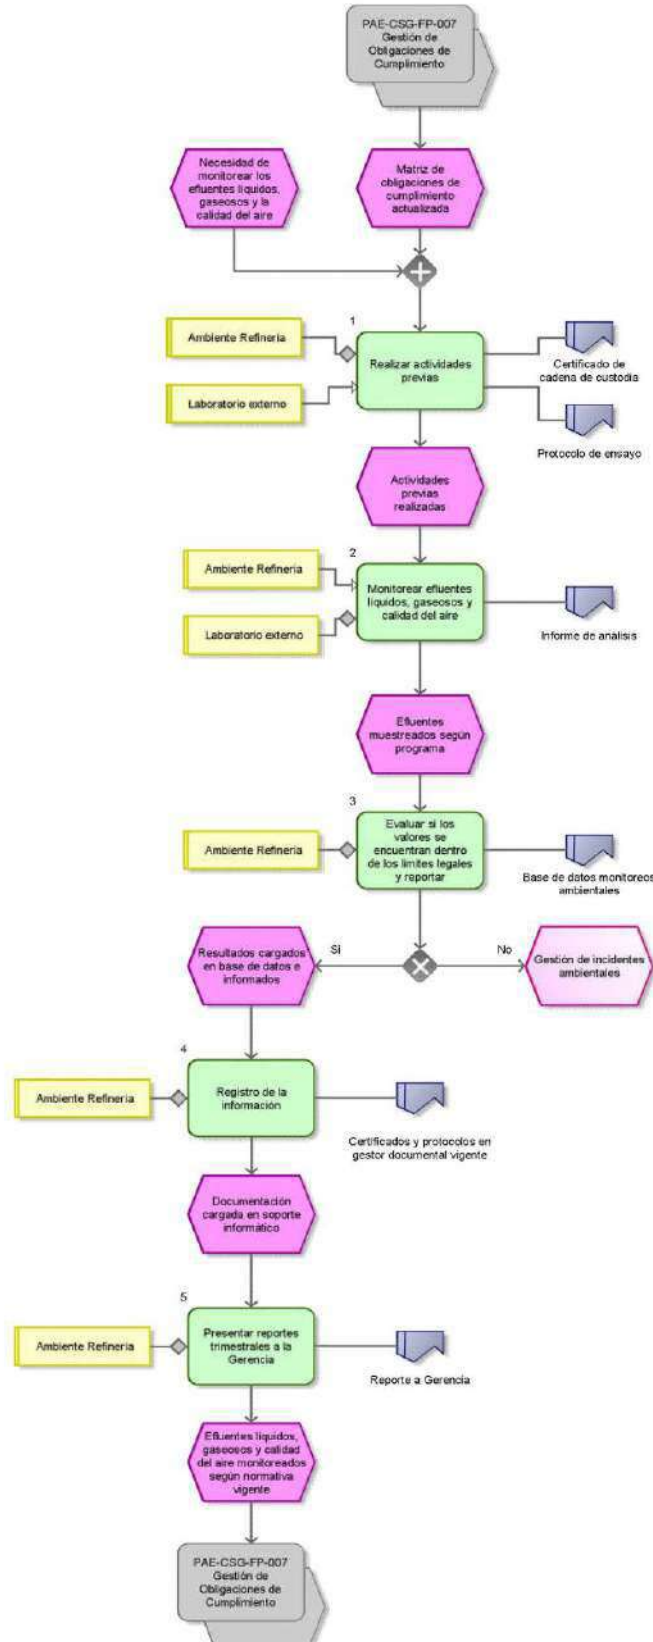 PAE-CSG-FP-007
Gestión de
Obligaciones de
Cumplimiento
Necesidad de
monitorear los
efluentes líquidos,
gaseosos y la
calidad del aire
Matriz de
obligaciones de
cumplimiento
actualizada
1
Ambiente Refinería
Laboratorio externo
Realizar actividades
previas
Certificado de
cadena de custodia
Protocolo de ensayo
Actividades
previas
realizadas
2
Ambiente Refinería
Laboratorio externo
Monitorear efluentes
líquidos, gaseosos y
calidad del aire
Informe de análisis
Efluentes
muestreados según
programa
3
Ambiente Refinería
Evaluar si los
valores se
encuentran dentro
de los límites legales
y reportar
Base de datos monitoreos
ambientales
Resultados cargados
en base de datos e
informados
Si
No
Gestión de incidentes
ambientales
4
Ambiente Refinería
Registro de la
información
Certificados y protocolos en
gestor documental vigente
Documentación
cargada en soporte
informático
5
Ambiente Refinería
Presentar reportes
trimestrales a la
Gerencia
Reporte a Gerencia
Efluentes líquidos,
gaseosos y calidad
del aire monitoreados
según normativa
vigente
PAE-CSG-FP-007
Gestión de
Obligaciones de
Cumplimiento